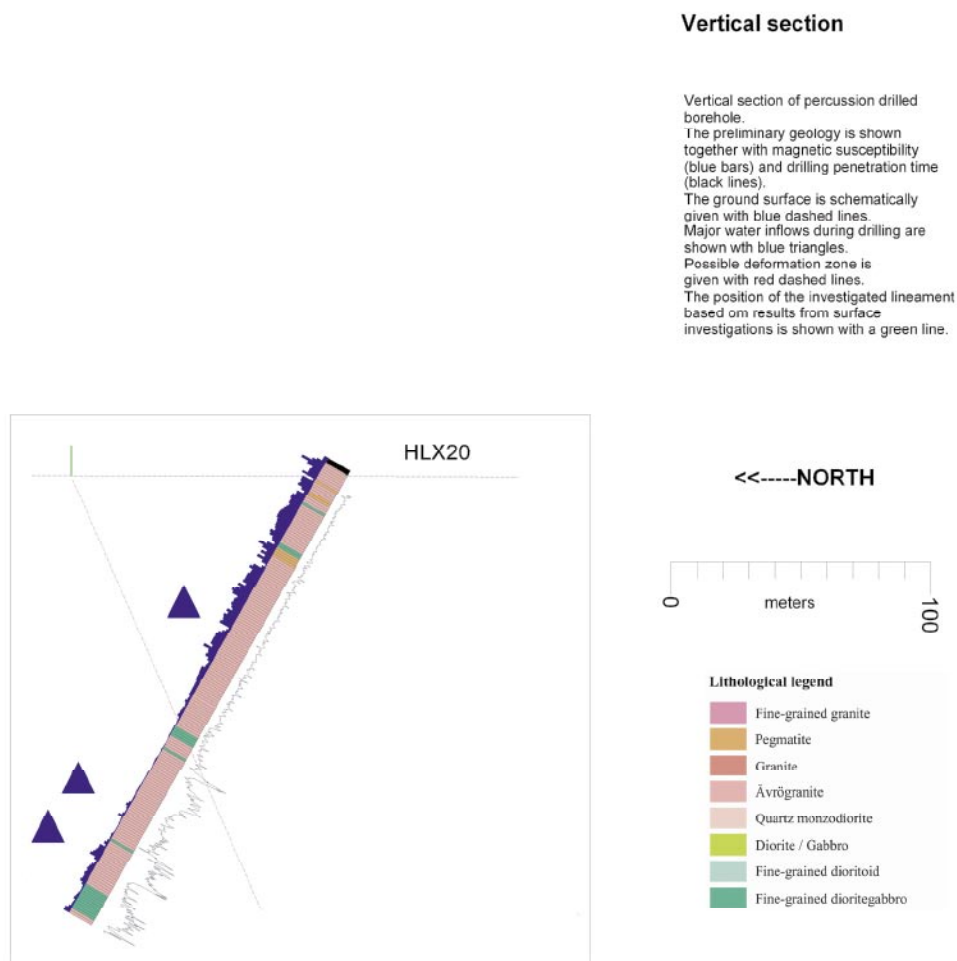 Vertical section
Vertical section of percussion drilled
borehole.
The preliminary geology is shown
together with magnetic susceptibility
(blue bars) and drilling penetration time
(black lines).
The ground surface is schematically
given with blue dashed lines.
Major water inflows during drilling are
shown wth blue triangles.
Possible deformation zone is
given with red dashed lines.
The position of the investigated lineament
based om results from surface
investigations is shown with a green line.
HLX20
<<-----NORTH
0
meters
100
Lithological legend
Fine-grained granite
Pegmatite
Granite
Ävrögranite
Quartz monzodiorite
Diorite / Gabbro
Fine-grained dioritoid
Fine-grained dioritegabbro